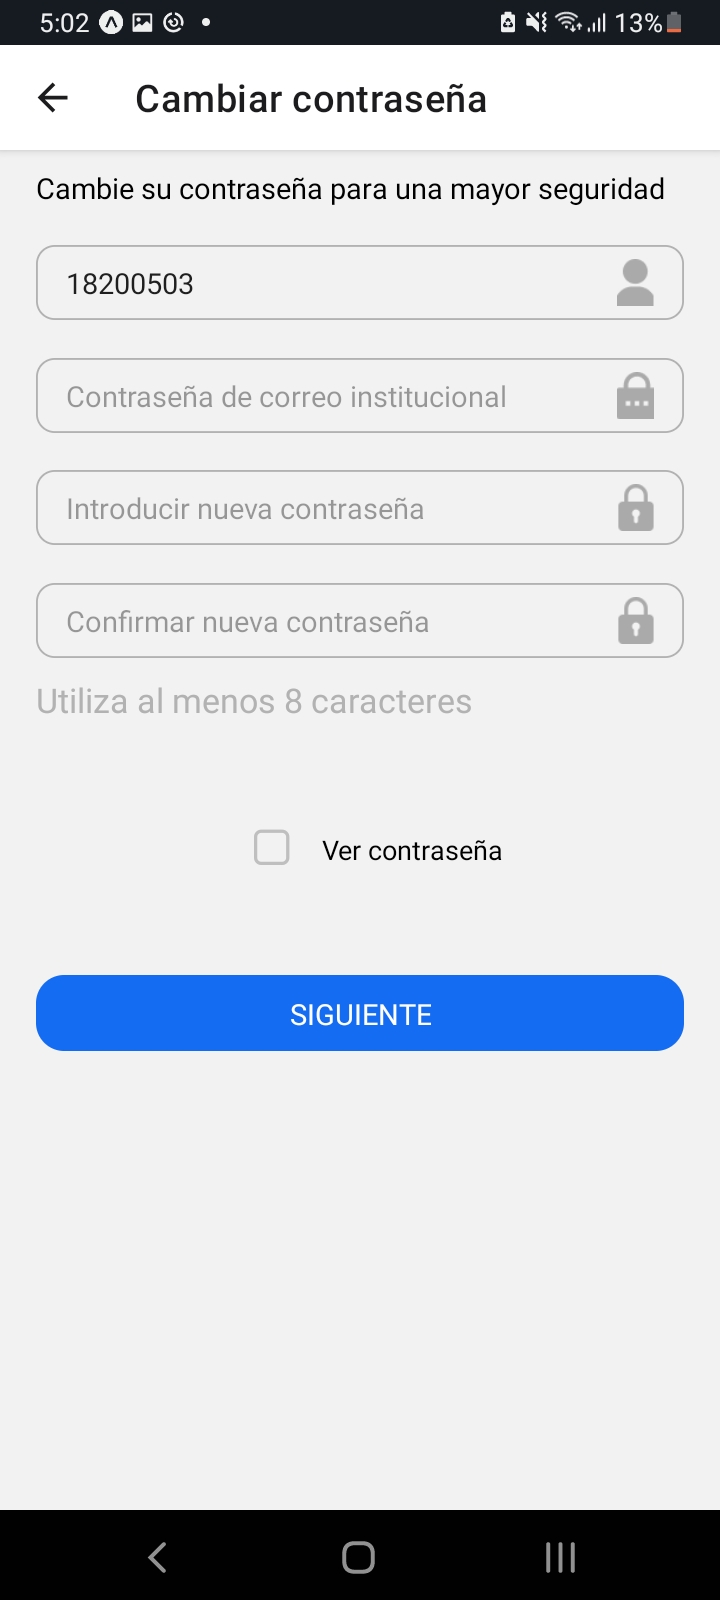 5:02
13%
Cambiar contraseña
Cambie su contraseña para una mayor seguridad
18200503
Contraseña de correo institucional
Introducir nueva contraseña
Confirmar nueva contraseña
Utiliza al menos 8 caracteres
Ver contraseña
SIGUIENTE